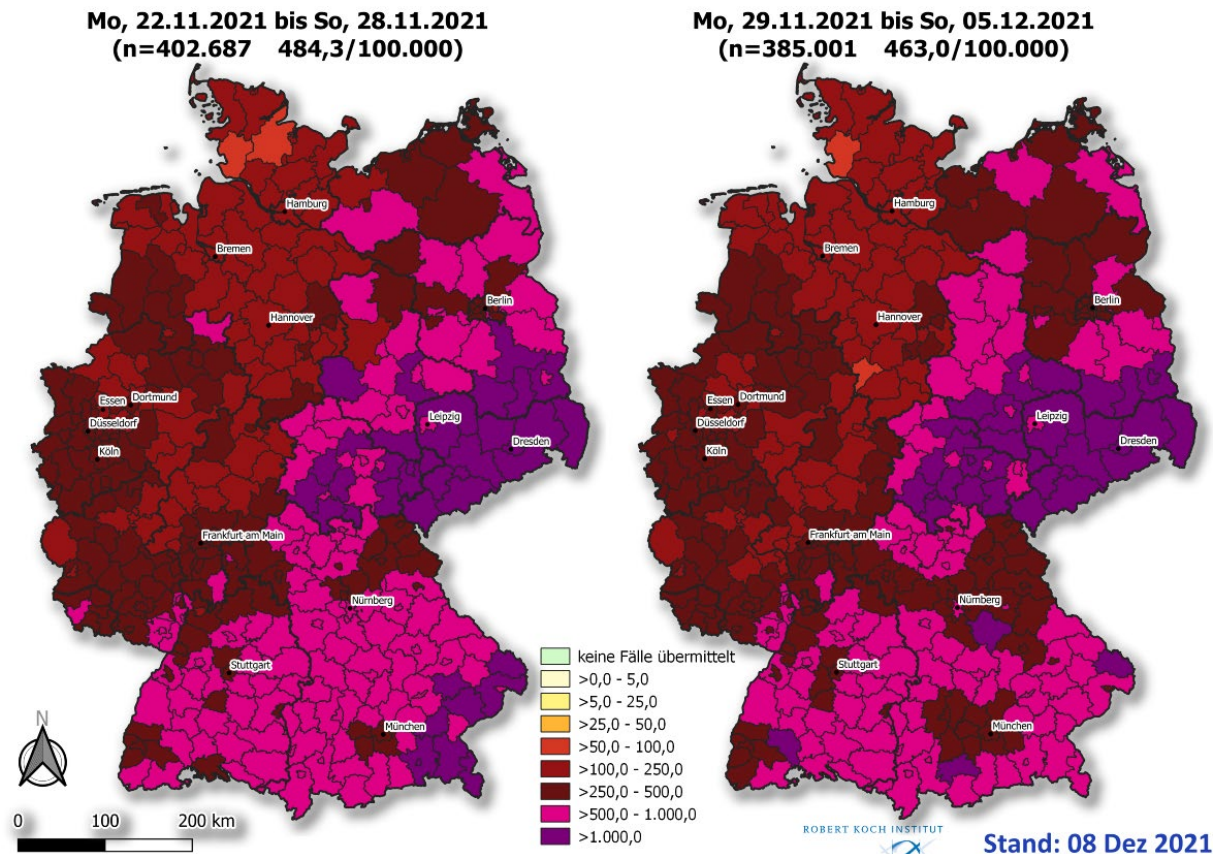 Mo, 22.11.2021 bis So, 28.11.2021
(n=402.687 484,3/100.000)
Mo, 29.11.2021 bis So, 05.12.2021
(n=385.001 463,0/100.000)
Hamburg
Bremen
Berlin
Hannover
Essen
Dortmund
Düsseldorf
Leipzig
Köln
Dresden
Frankfurt am Main
Nürnberg
Stuttgart
München
Hamburg
Bremen
Berlin
Hannover
Essen
Dortmund
Düsseldorf
Leipzig
Köln
Dresden
Frankfurt am Main
Nürnberg
Stuttgart
München
keine Fälle übermittelt
>0,0 - 5,0
>5,0 - 25,0
>25,0 - 50,0
>50,0 - 100,0
>100,0 - 250,0
>250,0 - 500,0
>500,0 - 1.000,0
>1.000,0
N
0 100 200 km
ROBERT KOCH INSTITUT
Stand: 08 Dez 2021